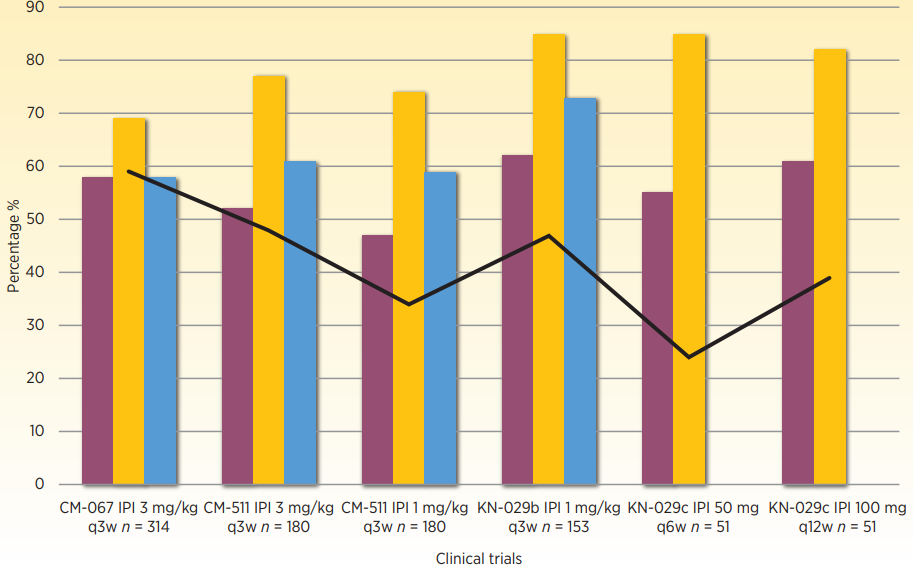 90
80
70
60
50
40
30
20
10
0
Percentage %
CM-067 IPI 3 mg/kg CM-511 IPI 3 mg/kg CM-511 IPI 1 mg/kg KN-029b IPI 1 mg/kg KN-029c IPI 50 mg KN-029c IPI 100 mg
q3w n = 314 q3w n = 180 q3w n = 180 q3w n = 153 q6w n = 51 q12w n = 51
Clinical trials